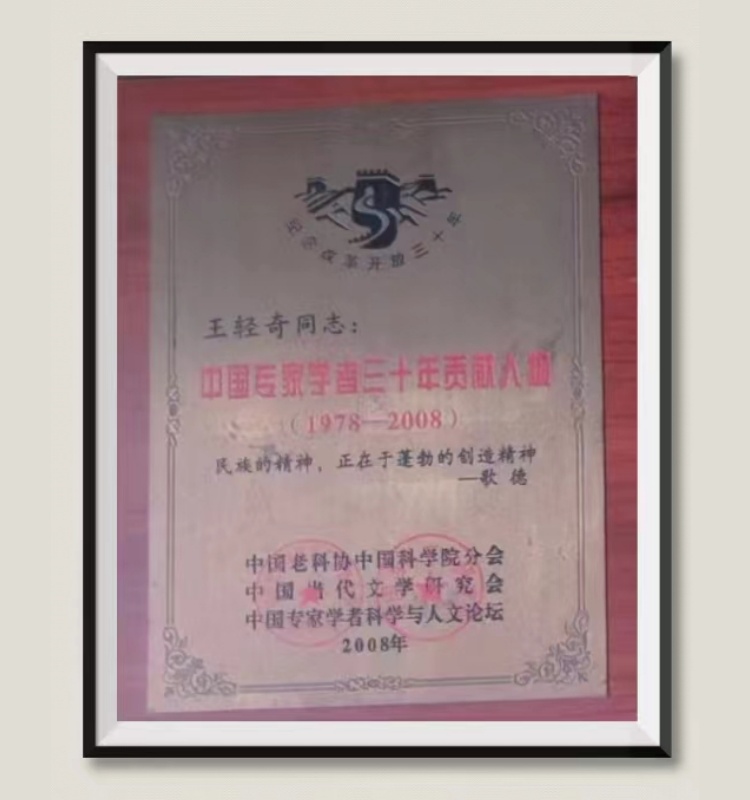 纪念改革开放三十年
王轻奇同志：
中国专家学者三十年贡献人物
（1978—2008）
民族的精神，正在于蓬勃的创造精神
—歌 德
中国老科协中国科学院分会
中国当代文学研究会
中国专家学者科学与人文论坛
2008年